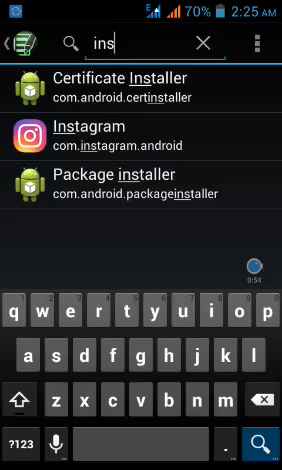 E 70% 2:25 AM
ins
Certificate Installer
com.android.certinstaller
Instagram
com.instagram.android
Package installer
com.android.packageinstaller
0:54
q w e r t y u i o p
a s d f g h j k l
z x c v b n m
?123 . ...